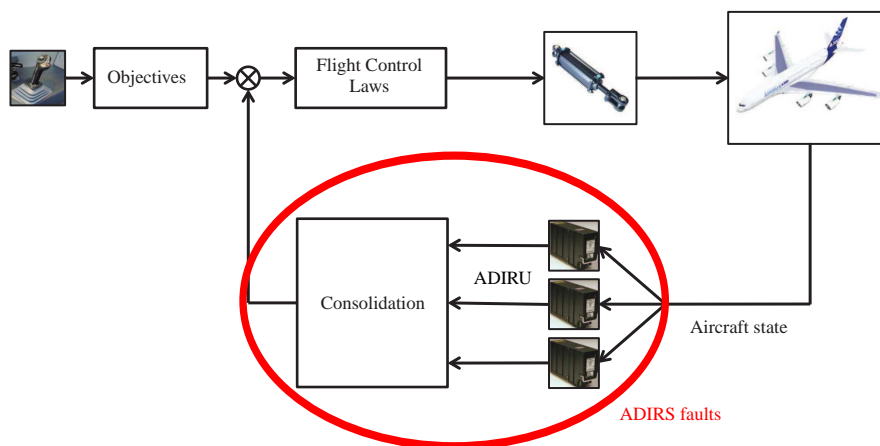 Objectives
Flight Control
Laws
Consolidation
ADIRU
Aircraft state
ADIRS faults